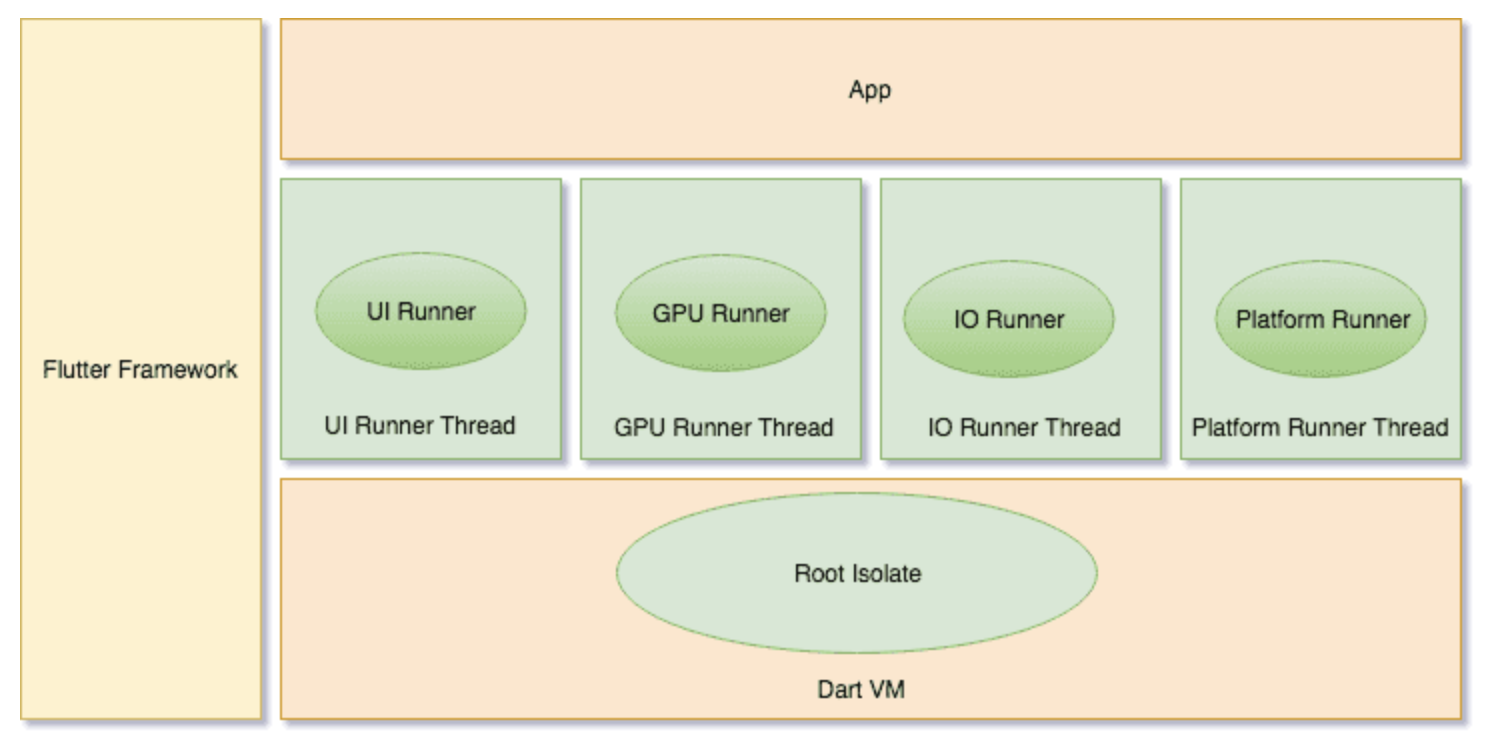 Flutter Framework
App
UI Runner
UI Runner Thread
GPU Runner
GPU Runner Thread
IO Runner
IO Runner Thread
Platform Runner
Platform Runner Thread
Root Isolate
Dart VM